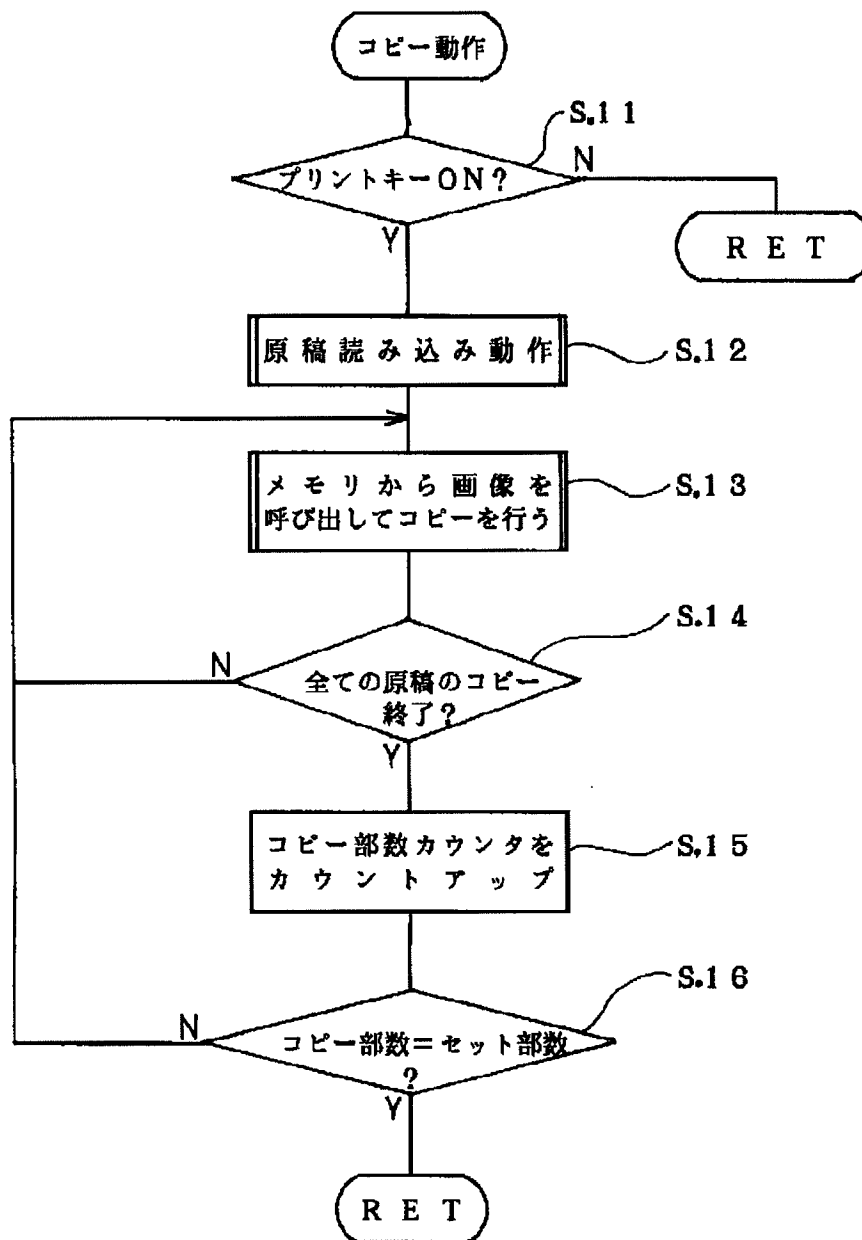 コピー動作
S.11
プリントキーON?
N
Y
RET
原稿読み込み動作
S.12
メモリから画像を
呼び出してコピーを行う
S.13
S.14
N
全ての原稿のコピー
終了?
Y
コピー部数カウンタを
カウントアップ
S.15
S.16
N
コピー部数=セット部数
?
Y
RET